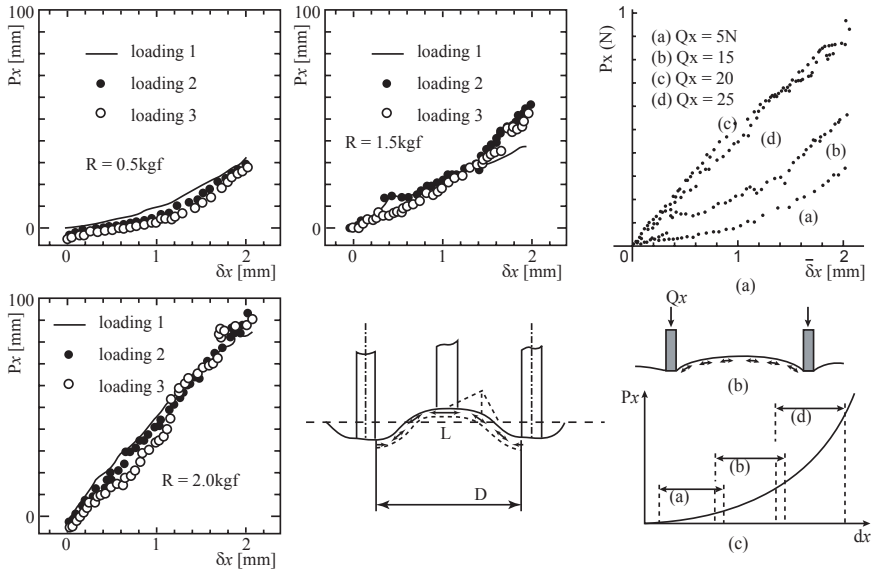 100
Px [mm]
loading 1
loading 2
loading 3
R = 0.5kgf
0
0
1
2
δx [mm]
100
Px [mm]
loading 1
loading 2
loading 3
R = 1.5kgf
0
0
1
2
δx [mm]
1
Px (N)
(a) Qx = 5N
(b) Qx = 15
(c) Qx = 20
(d) Qx = 25
(c)
(d)
(b)
(a)
0
1
2
δ̄x [mm]
(a)
100
Px [mm]
loading 1
loading 2
loading 3
R = 2.0kgf
0
0
1
2
δx [mm]
L
D
Qx
(b)
Px
(d)
(b)
(a)
dx
(c)